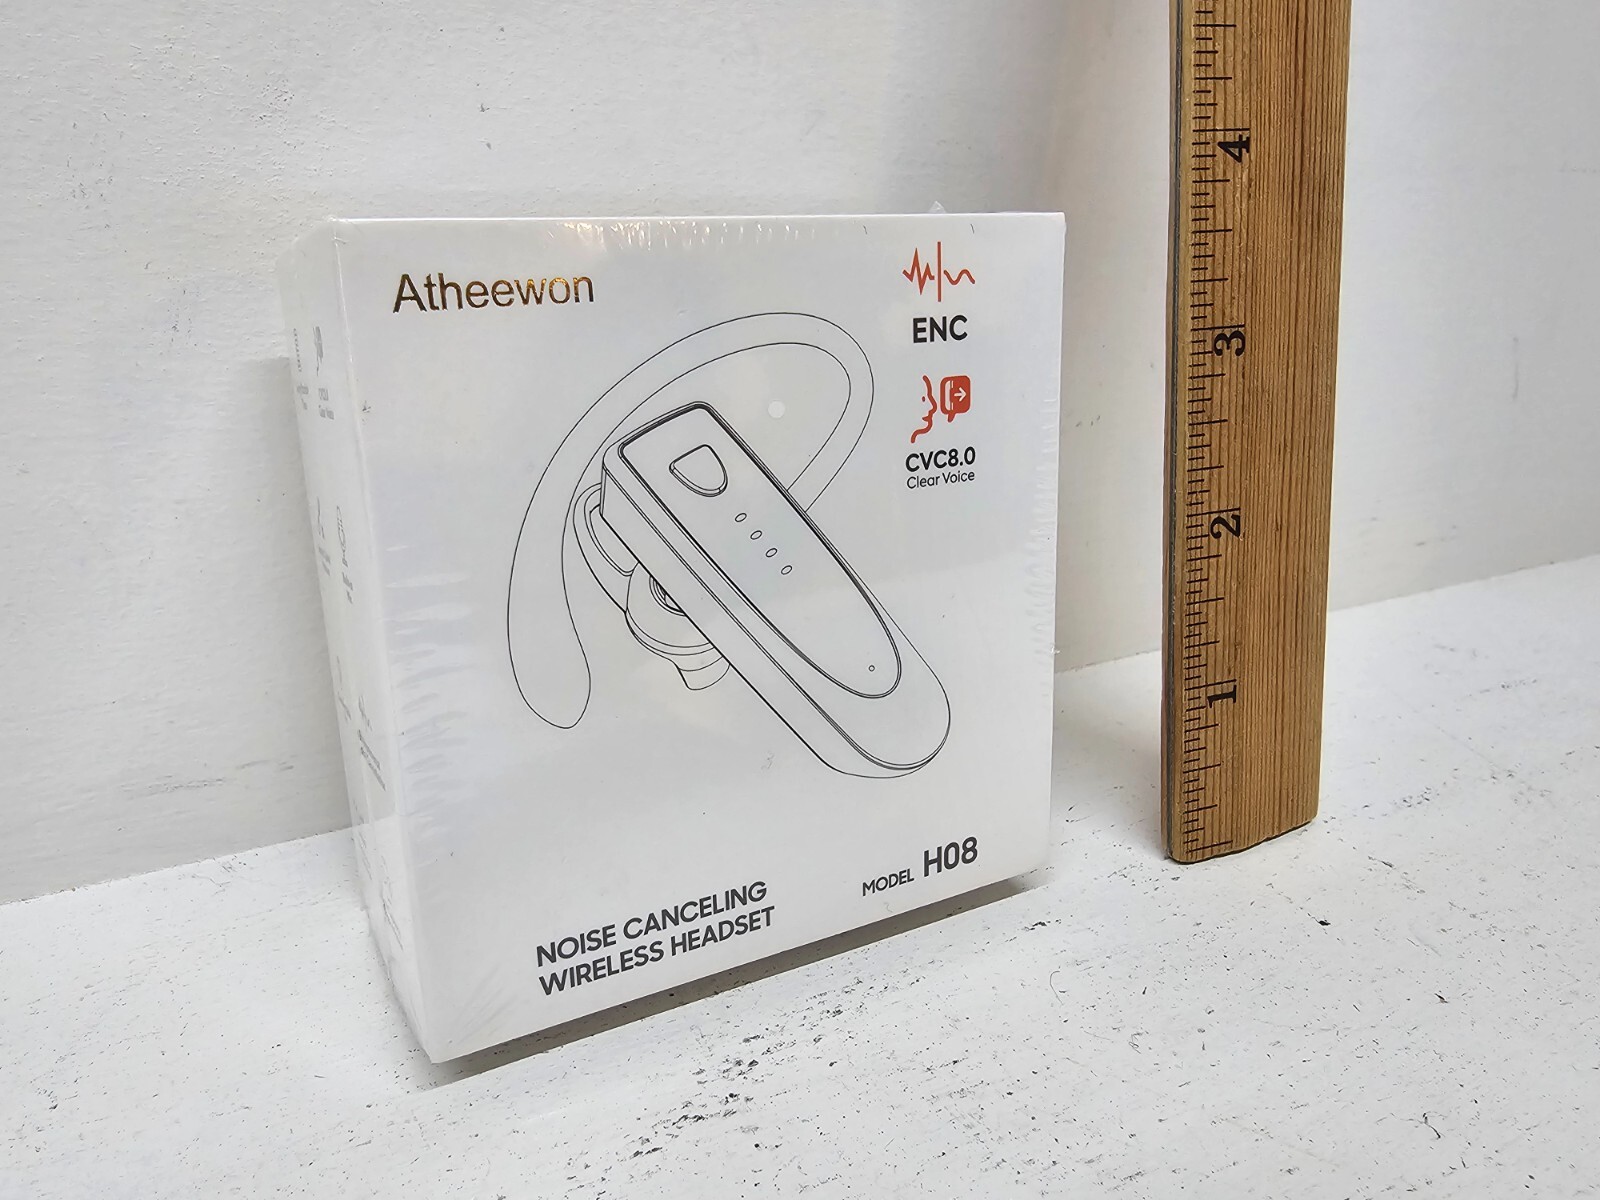 Atheewon
ENC
CVC8.0
Clear Voice
MODEL H08
NOISE CANCELING
WIRELESS HEADSET
4
3
2
1